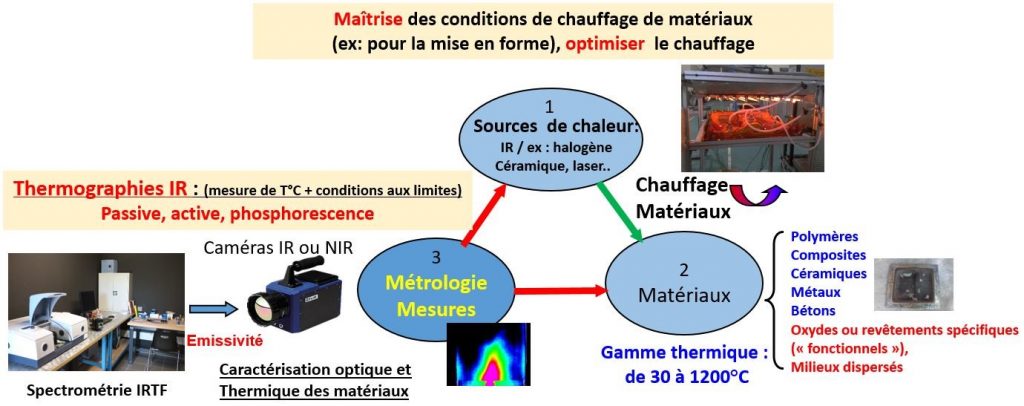 Maîtrise des conditions de chauffage de matériaux
(ex: pour la mise en forme), optimiser le chauffage
1
Sources de chaleur:
IR / ex : halogène
Céramique, laser..
Thermographies IR : (mesure de T°C + conditions aux limites)
Passive, active, phosphorescence
Chauffage
Matériaux
Caméras IR ou NIR
3
Métrologie
Mesures
2
Matériaux
Polymères
Composites
Céramiques
Métaux
Bétons
Oxydes ou revêtements spécifiques
(« fonctionnels »),
Milieux dispersés
Emissivité
Gamme thermique :
de 30 à 1200°C
Caractérisation optique et
Thermique des matériaux
Spectrométrie IRTF